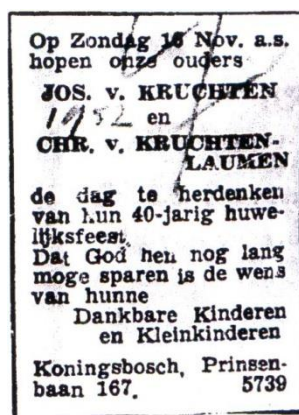 Op Zondag 16 Nov. a.s.
hopen onze ouders
JOS. v. KRUCHTEN
1952 en
CHR. v. KRUCHTEN-
LAUMEN
de dag te herdenken
van hun 40-jarig huwe-
lijksfeest.
Dat God hen nog lang
moge sparen is de wens
van hunne
Dankbare Kinderen
en Kleinkinderen
Koningsbosch, Prinsen-
baan 167. 5739